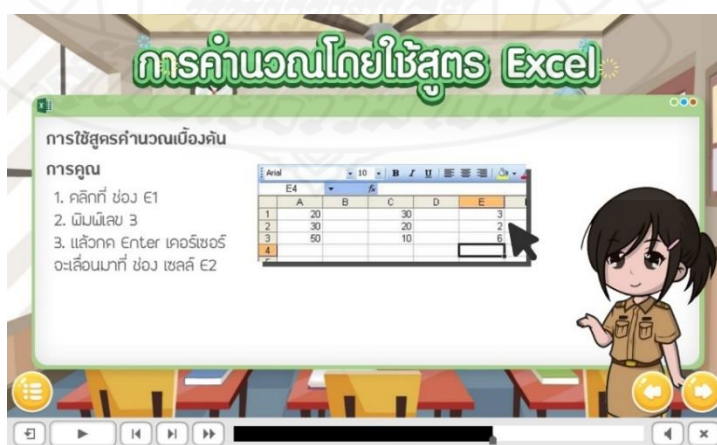 การคำนวณโดยใช้สูตร Excel
การใช้สูตรคำนวณเบื้องต้น
การคูณ
1. คลิกที่ ช่อง E1
2. พิมพ์เลข 3
3. แล้วกด Enter เคอร์เซอร์
จะเลื่อนมาที่ ช่อง เซลล์ E2
Arial 10 B I U
E4 fx
A B C D E
1 20 30 3
2 30 20 2
3 50 10 6
4